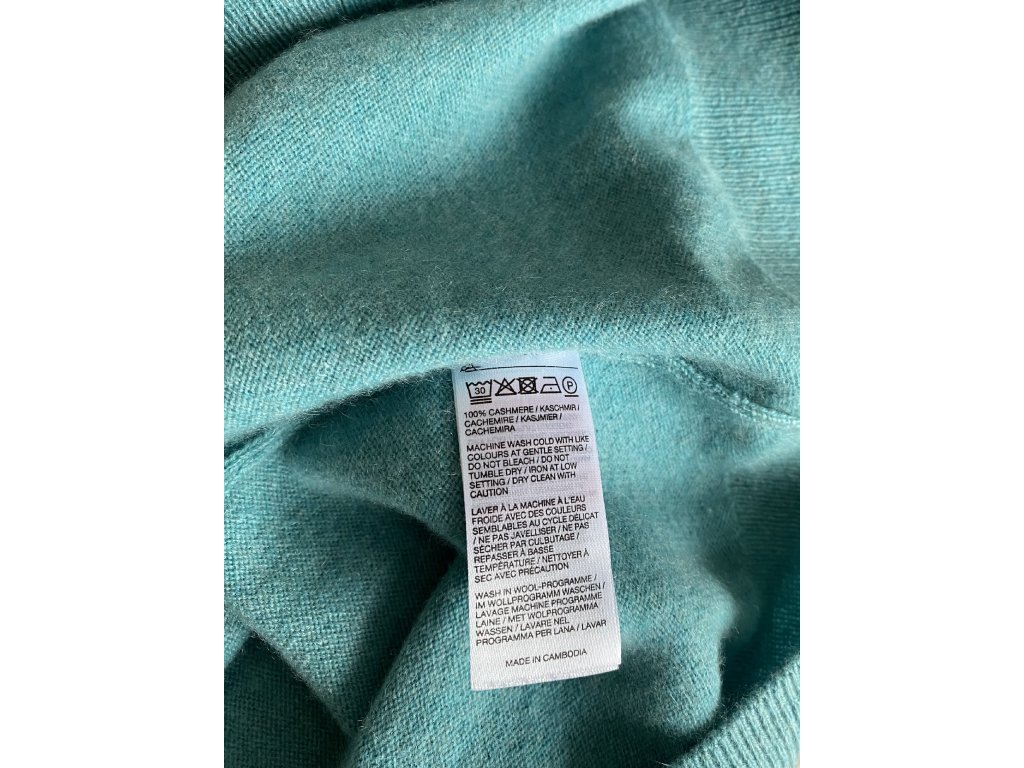 30 P
100% CASHMERE / KASCHMIR /
CACHEMIRE / KASJMIER /
CACHEMIRA
MACHINE WASH COLD WITH LIKE
COLOURS AT GENTLE SETTING /
DO NOT BLEACH / DO NOT
TUMBLE DRY / IRON AT LOW
SETTING / DRY CLEAN WITH
CAUTION
LAVER À LA MACHINE À L'EAU
FROIDE AVEC DES COULEURS
SEMBLABLES AU CYCLE DÉLICAT
/ NE PAS JAVELLISER / NE PAS
SÉCHER PAR CULBUTAGE /
REPASSER À BASSE
TEMPÉRATURE / NETTOYER À
SEC AVEC PRÉCAUTION
WASH IN WOOL-PROGRAMME /
IM WOLLPROGRAMM WASCHEN /
LAVAGE MACHINE PROGRAMME
LAINE / MET WOLPROGRAMMA
WASSEN / LAVARE NEL
PROGRAMMA PER LANA / LAVAR
MADE IN CAMBODIA